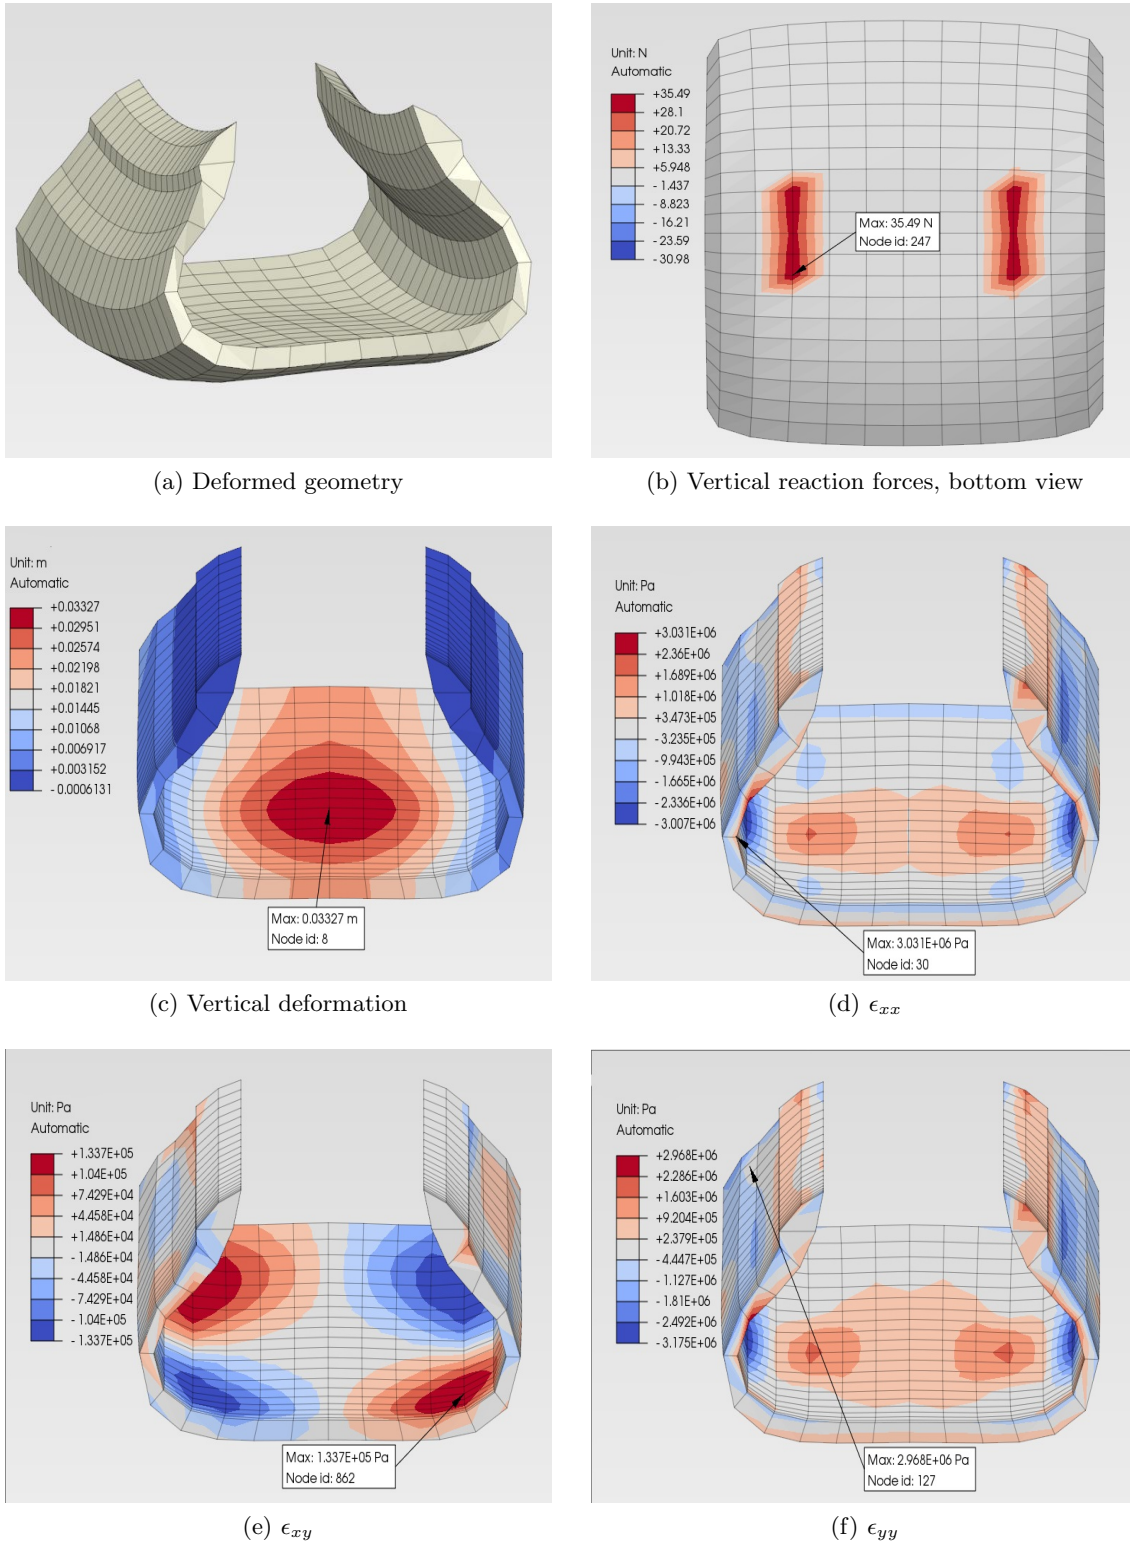 Unit: N
Automatic
+35.49
+28.1
+20.72
+13.33
+5.948
-1.437
-8.823
-16.21
-23.59
-30.98
Max: 35.49 N
Node id: 247
(a) Deformed geometry
(b) Vertical reaction forces, bottom view
Unit: m
Automatic
+0.03327
+0.02951
+0.02574
+0.02198
+0.01821
+0.01445
+0.01068
+0.006917
+0.003152
-0.0006131
Max: 0.03327 m
Node id: 8
Unit: Pa
Automatic
+3.031E+06
+2.36E+06
+1.689E+06
+1.018E+06
+3.473E+05
-3.235E+05
-9.943E+05
-1.665E+06
-2.336E+06
-3.007E+06
Max: 3.031E+06 Pa
Node id: 30
(c) Vertical deformation
(d) ϵxx
Unit: Pa
Automatic
+1.337E+05
+1.04E+05
+7.429E+04
+4.458E+04
+1.486E+04
-1.486E+04
-4.458E+04
-7.429E+04
-1.04E+05
-1.337E+05
Max: 1.337E+05 Pa
Node id: 862
Unit: Pa
Automatic
+2.968E+06
+2.286E+06
+1.603E+06
+9.204E+05
+2.379E+05
-4.447E+05
-1.127E+06
-1.81E+06
-2.492E+06
-3.175E+06
Max: 2.968E+06 Pa
Node id: 127
(e) ϵxy
(f) ϵyy